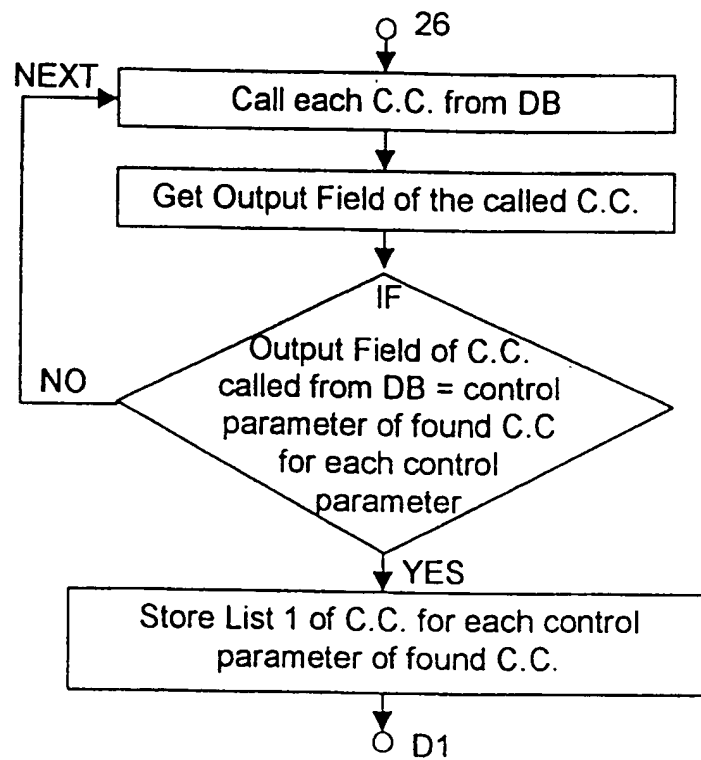 26
NEXT
Call each C.C. from DB
Get Output Field of the called C.C.
IF
Output Field of C.C.
called from DB = control
parameter of found C.C
for each control
parameter
NO
YES
Store List 1 of C.C. for each control
parameter of found C.C.
D1